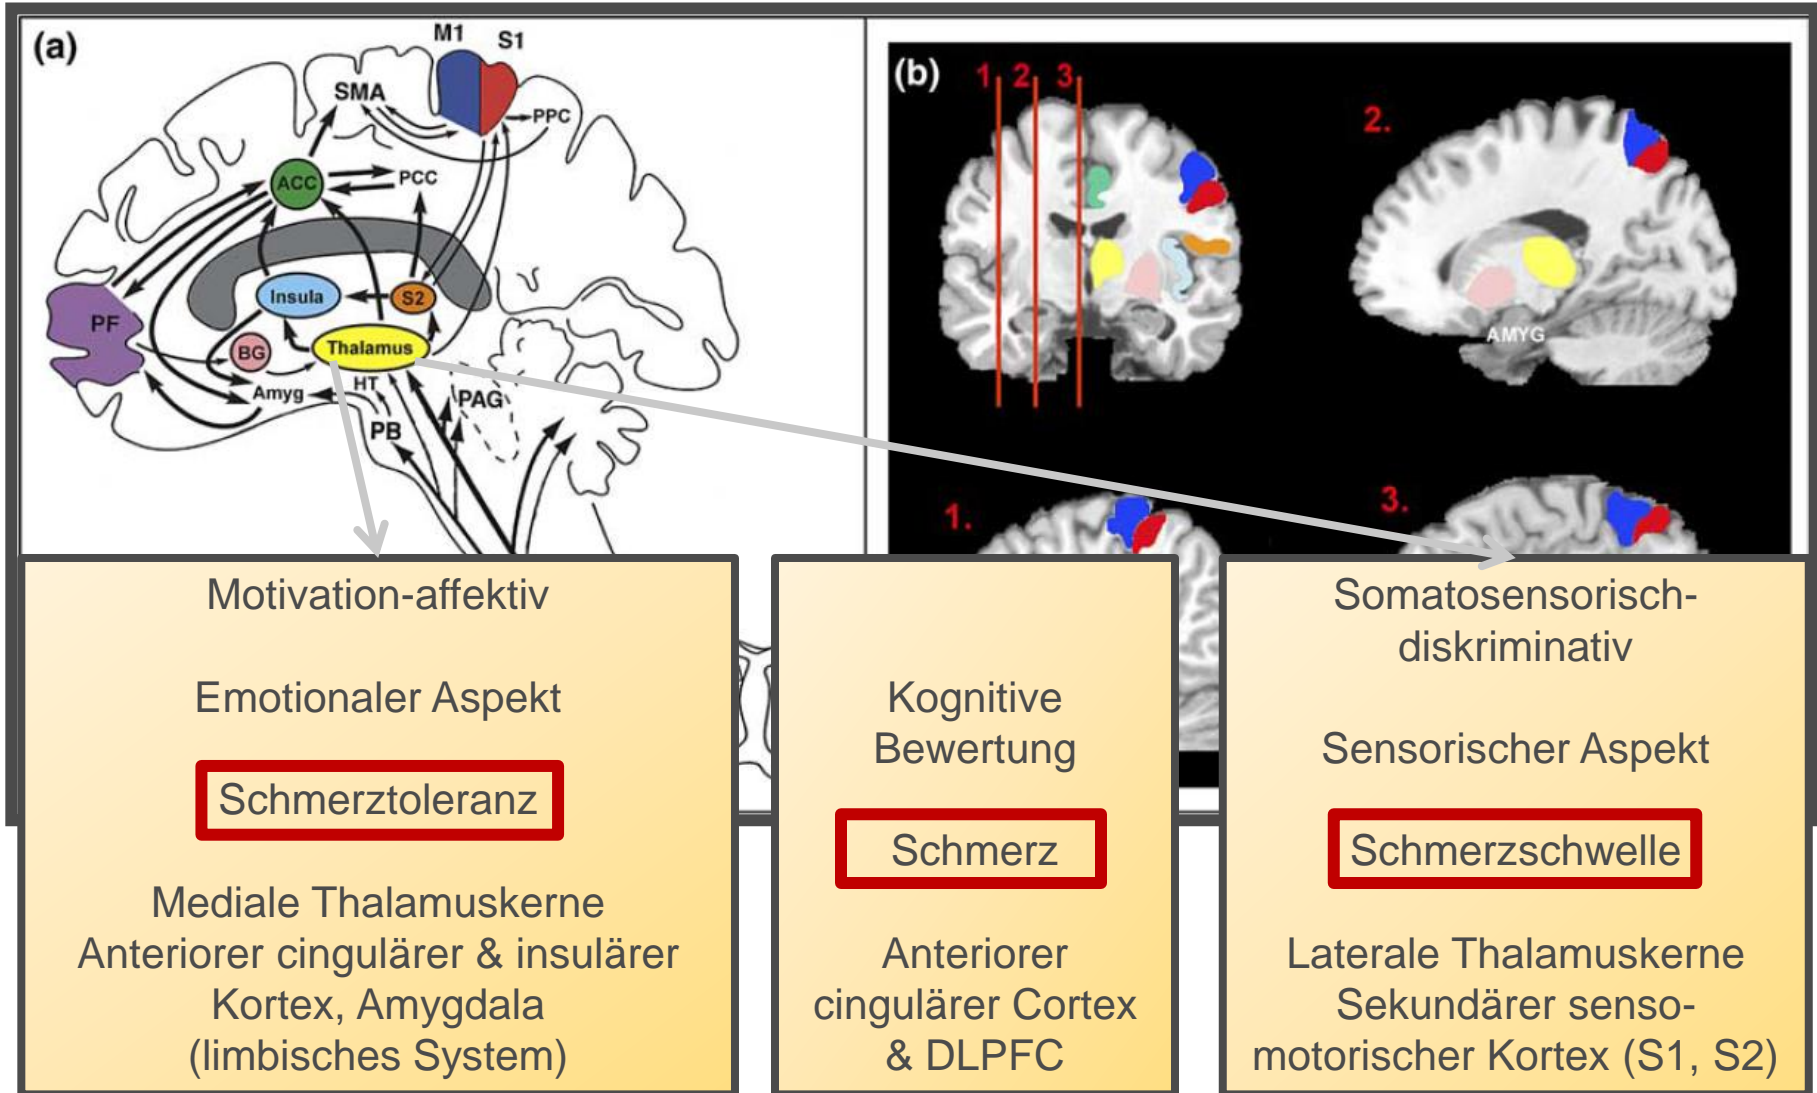 (a)
M1
S1
SMA
PPC
ACC
PCC
Insula
S2
PF
BG
Thalamus
Amyg
HT
PAG
PB
(b)
1
2
3
2.
AMYG
1.
3.
Motivation-affektiv
Emotionaler Aspekt
Schmerztoleranz
Mediale Thalamuskerne
Anteriorer cingulärer & insulärer
Kortex, Amygdala
(limbisches System)
Kognitive
Bewertung
Schmerz
Anteriorer
cingulärer Cortex
& DLPFC
Somatosensorisch-
diskriminativ
Sensorischer Aspekt
Schmerzschwelle
Laterale Thalamuskerne
Sekundärer senso-
motorischer Kortex (S1, S2)